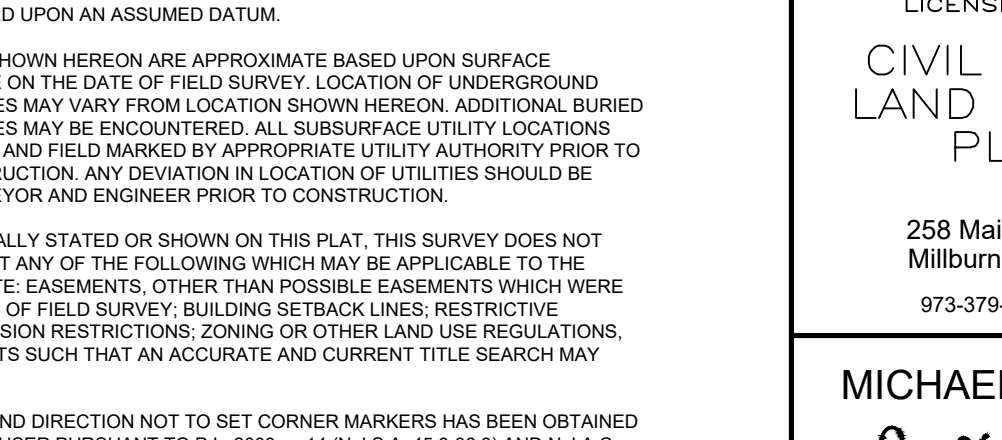 ED UPON AN ASSUMED DATUM.
SHOWN HEREON ARE APPROXIMATE BASED UPON SURFACE
E ON THE DATE OF FIELD SURVEY. LOCATION OF UNDERGROUND
ES MAY VARY FROM LOCATION SHOWN HEREON. ADDITIONAL BURIED
ES MAY BE ENCOUNTERED. ALL SUBSURFACE UTILITY LOCATIONS
AND FIELD MARKED BY APPROPRIATE UTILITY AUTHORITY PRIOR TO
RUCTION. ANY DEVIATION IN LOCATION OF UTILITIES SHOULD BE
EYOR AND ENGINEER PRIOR TO CONSTRUCTION.
ALLY STATED OR SHOWN ON THIS PLAT, THIS SURVEY DOES NOT
T ANY OF THE FOLLOWING WHICH MAY BE APPLICABLE TO THE
TE: EASEMENTS, OTHER THAN POSSIBLE EASEMENTS WHICH WERE
OF FIELD SURVEY; BUILDING SETBACK LINES; RESTRICTIVE
SION RESTRICTIONS; ZONING OR OTHER LAND USE REGULATIONS,
TS SUCH THAT AN ACCURATE AND CURRENT TITLE SEARCH MAY
ND DIRECTION NOT TO SET CORNER MARKERS HAS BEEN OBTAINED
LICENS
CIVIL
LAND
PL
258 Mai
Millburn
973-379-
MICHAE